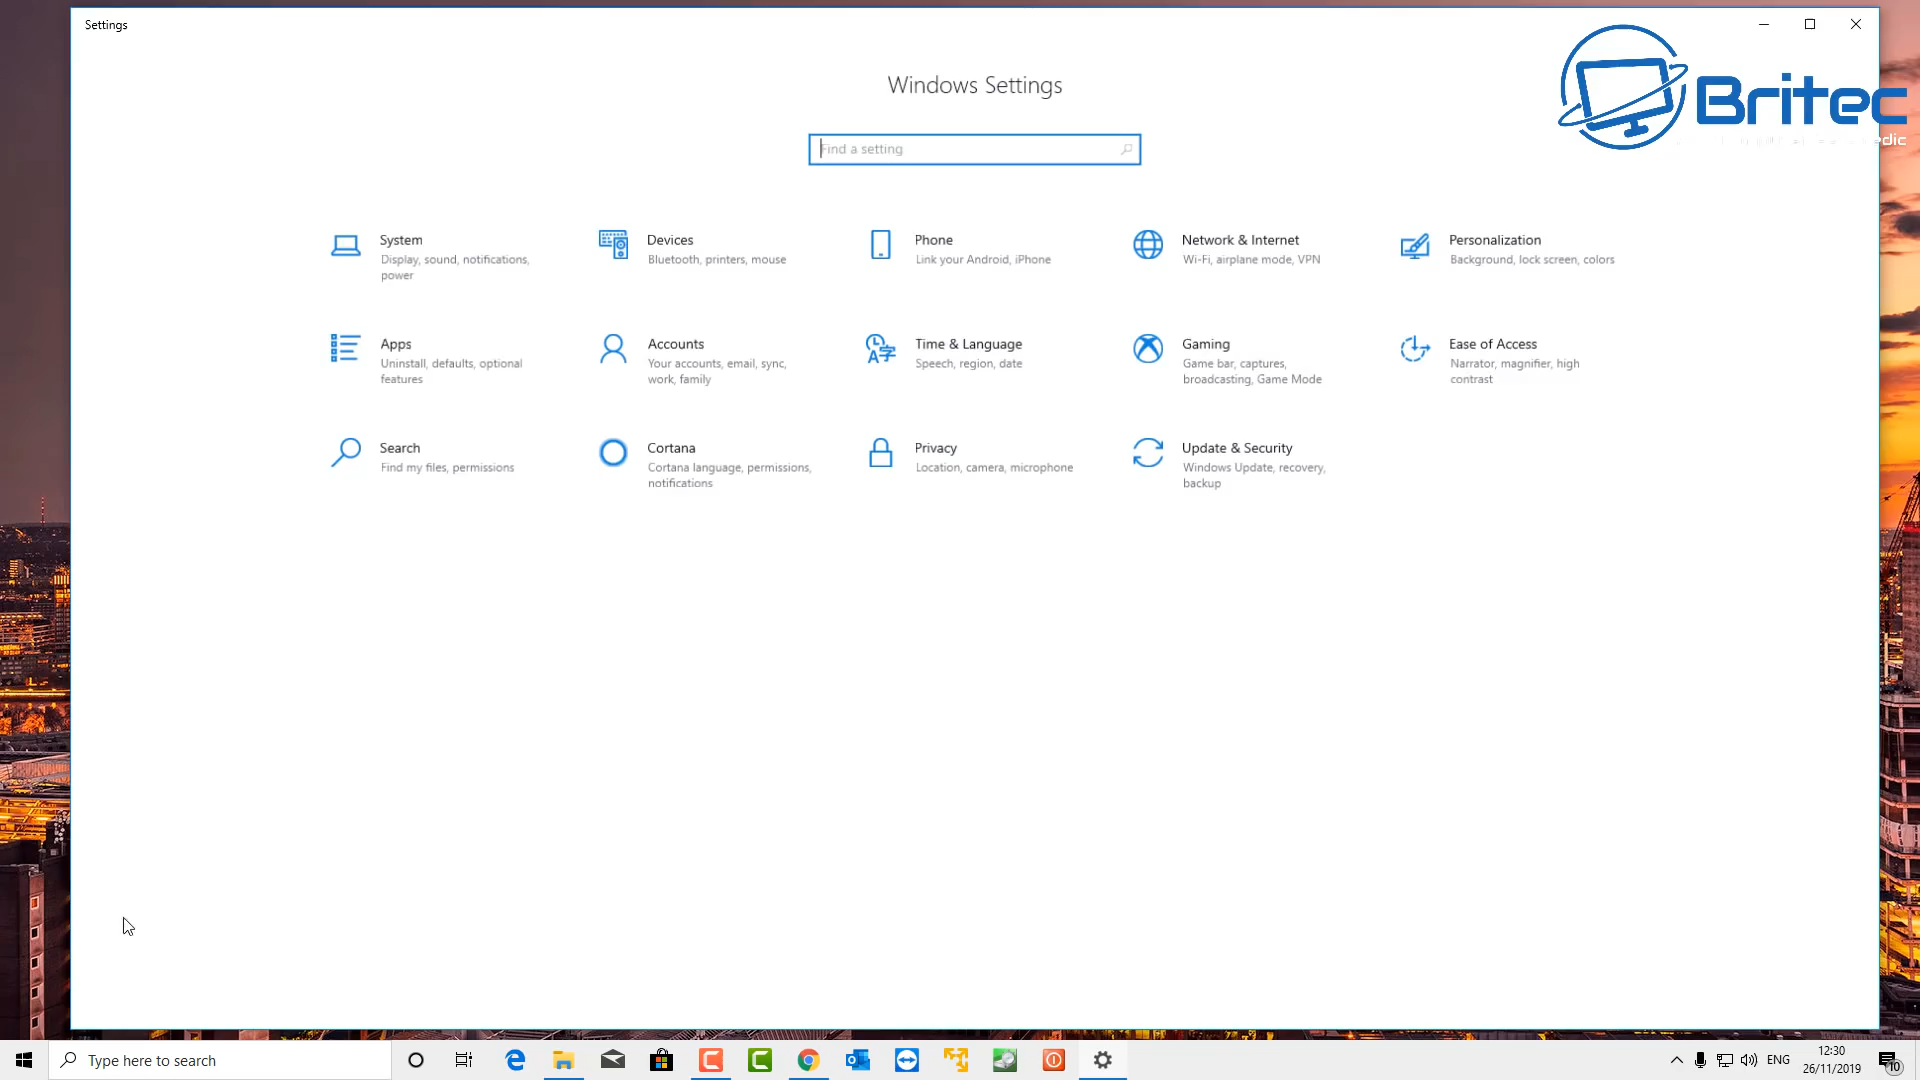 Settings
Windows Settings
Britec
Find a setting
System
Display, sound, notifications,
power
Devices
Bluetooth, printers, mouse
Phone
Link your Android, iPhone
Network & Internet
Wi-Fi, airplane mode, VPN
Personalization
Background, lock screen, colors
Apps
Uninstall, defaults, optional
features
Accounts
Your accounts, email, sync,
work, family
Time & Language
Speech, region, date
Gaming
Game bar, captures,
broadcasting, Game Mode
Ease of Access
Narrator, magnifier, high
contrast
Search
Find my files, permissions
Cortana
Cortana language, permissions,
notifications
Privacy
Location, camera, microphone
Update & Security
Windows Update, recovery,
backup
Type here to search
ENG
12:30
26/11/2019
10